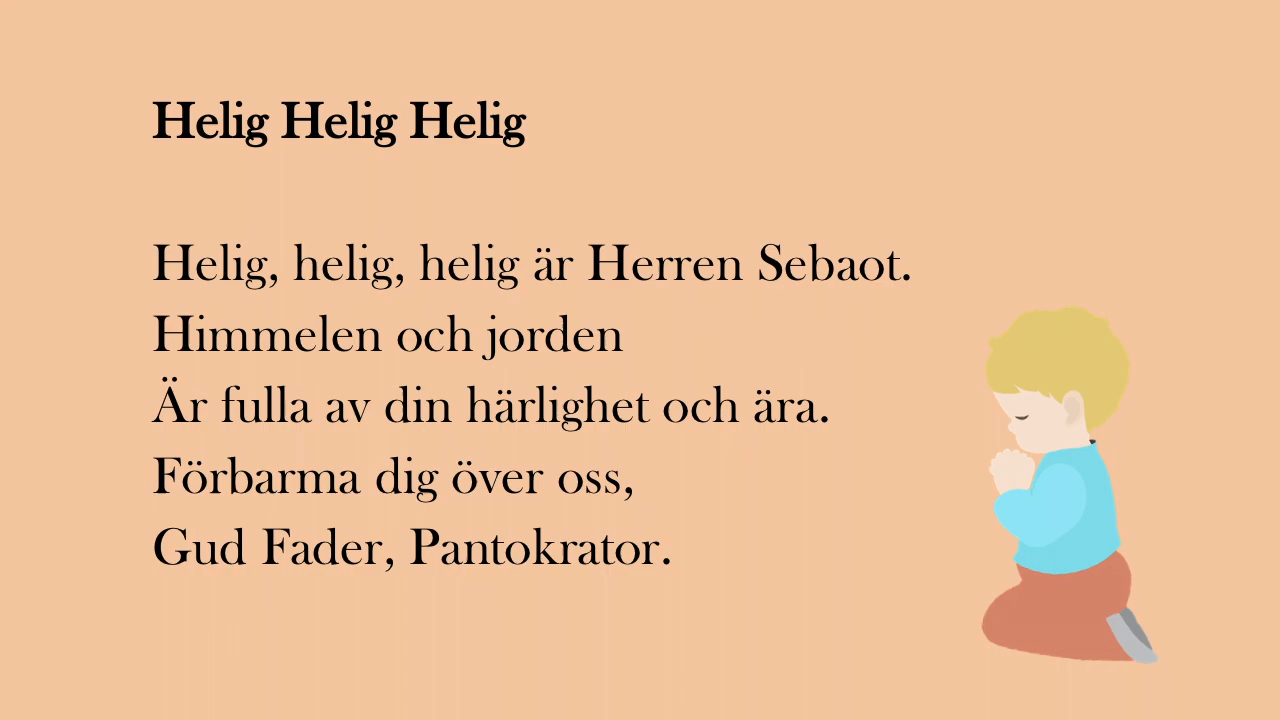 Helig Helig Helig
Helig, helig, helig är Herren Sebaot.
Himmelen och jorden
Är fulla av din härlighet och ära.
Förbarma dig över oss,
Gud Fader, Pantokrator.